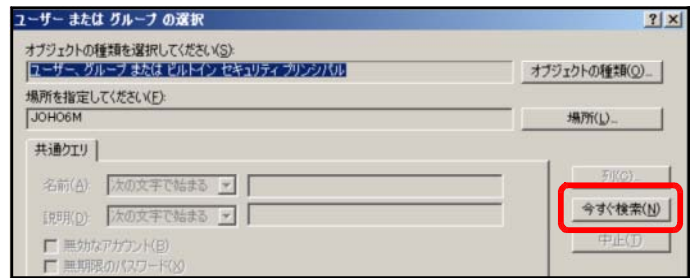 ユーザー または グループ の選択
オブジェクトの種類を選択してください(S):
ユーザー、グループ または ビルトイン セキュリティ プリンシパル
オブジェクトの種類(O)...
場所を指定してください(F):
JOHO6M
場所(L)...
共通クエリ
列(C)...
名前(A):
次の文字で始まる
今すぐ検索(N)
説明(D):
次の文字で始まる
中止(T)
無効なアカウント(B)
無期限のパスワード(X)